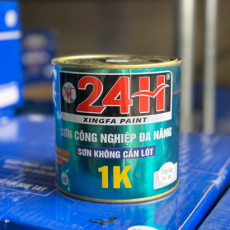 24H®
XINGFA PAINT
SƠN CÔNG NGHIỆP ĐA NĂNG
SƠN KHÔNG CẦN LÓT
1K